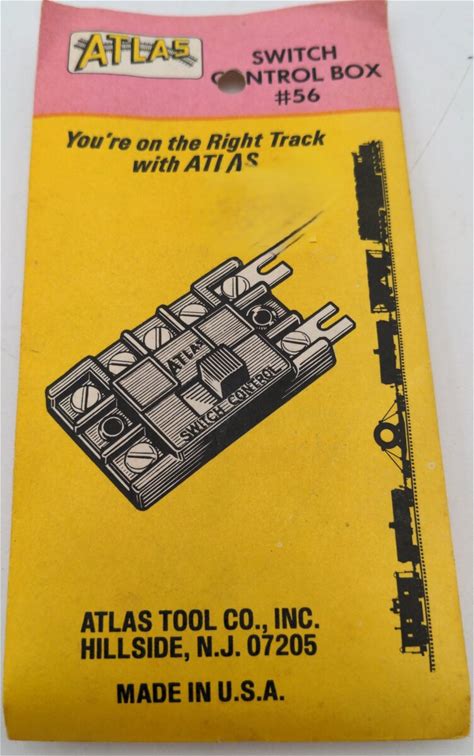 ATLAS
SWITCH
CONTROL BOX
#56
You're on the Right Track
with ATLAS
ATLAS
SWITCH CONTROL
ATLAS TOOL CO., INC.
HILLSIDE, N.J. 07205
MADE IN U.S.A.